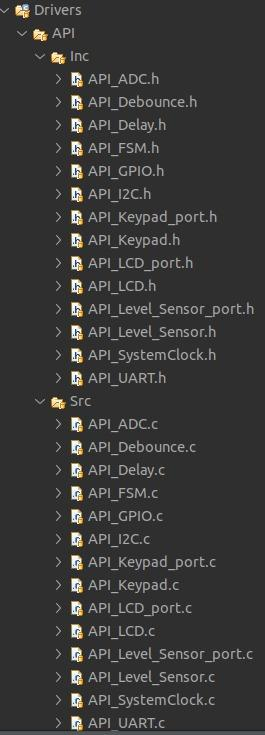 Drivers
API
Inc
API_ADC.h
API_Debounce.h
API_Delay.h
API_FSM.h
API_GPIO.h
API_I2C.h
API_Keypad_port.h
API_Keypad.h
API_LCD_port.h
API_LCD.h
API_Level_Sensor_port.h
API_Level_Sensor.h
API_SystemClock.h
API_UART.h
Src
API_ADC.c
API_Debounce.c
API_Delay.c
API_FSM.c
API_GPIO.c
API_I2C.c
API_Keypad_port.c
API_Keypad.c
API_LCD_port.c
API_LCD.c
API_Level_Sensor_port.c
API_Level_Sensor.c
API_SystemClock.c
API_UART.c